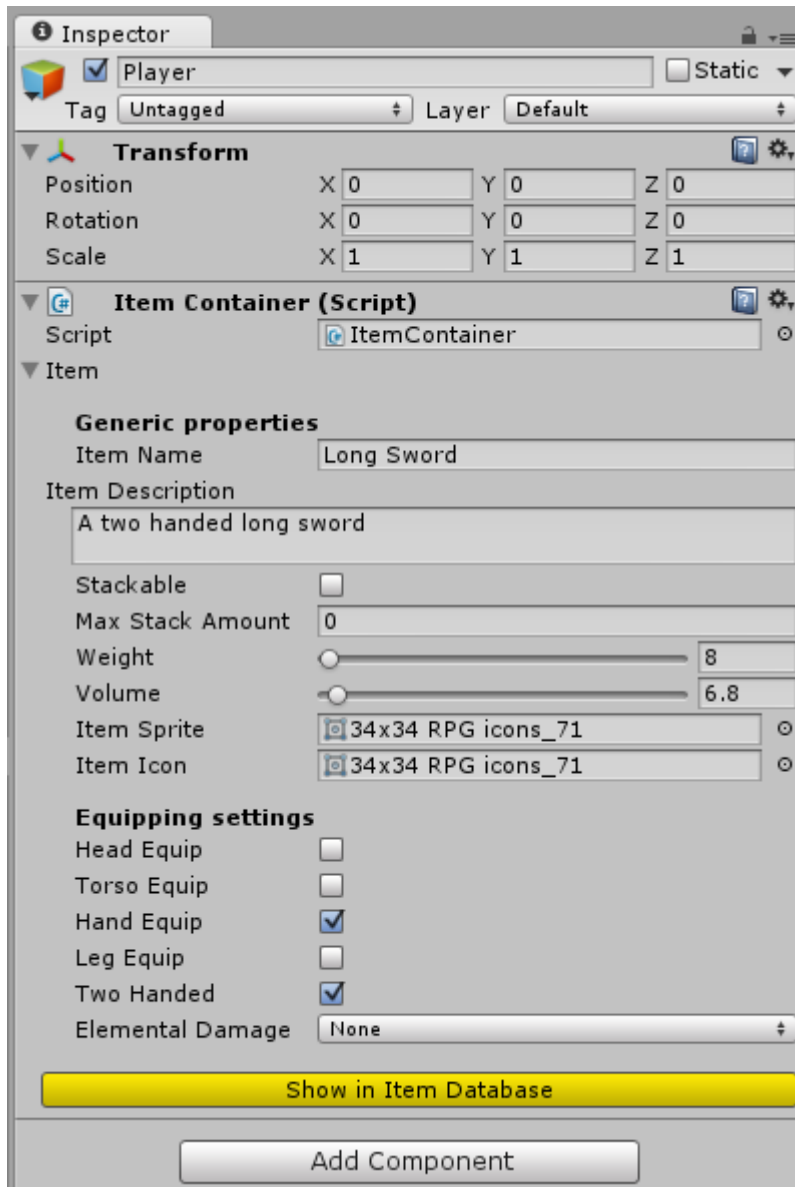 Inspector
Player Static
Tag Untagged Layer Default
Transform
Position X 0 Y 0 Z 0
Rotation X 0 Y 0 Z 0
Scale X 1 Y 1 Z 1
Item Container (Script)
Script ItemContainer
Item
Generic properties
Item Name Long Sword
Item Description
A two handed long sword
Stackable
Max Stack Amount 0
Weight 8
Volume 6.8
Item Sprite 34x34 RPG icons_71
Item Icon 34x34 RPG icons_71
Equipping settings
Head Equip
Torso Equip
Hand Equip
Leg Equip
Two Handed
Elemental Damage None
Show in Item Database
Add Component